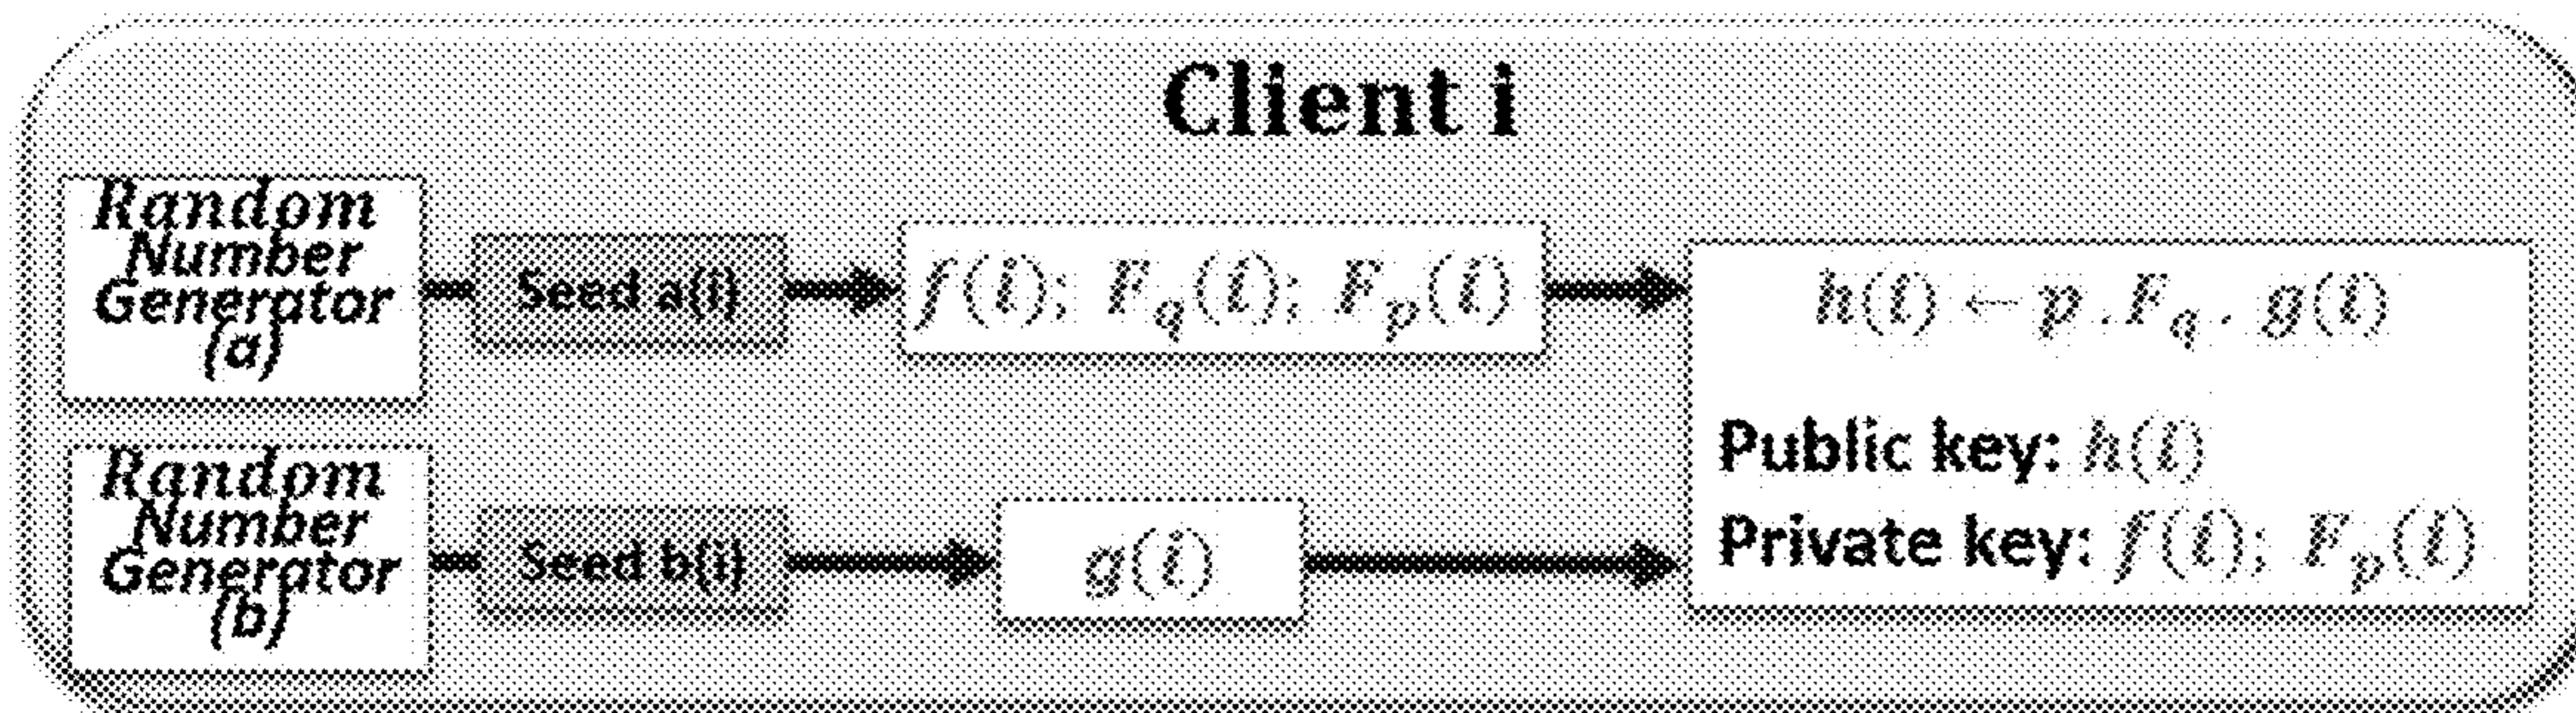 Client i
Random
Number
Generator
(a)
Seed a(i)
f(i); F_q(i); F_p(i)
h(i) ← p . F_q . g(i)
Public key: h(i)
Private key: f(i); F_p(i)
Random
Number
Generator
(b)
Seed b(i)
g(i)